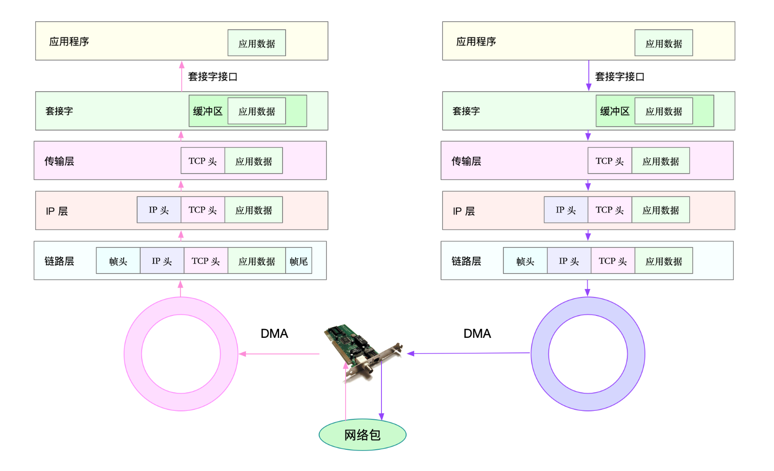 应用程序 应用数据
套接字接口
套接字 缓冲区 应用数据
传输层 TCP 头 应用数据
IP 层 IP 头 TCP 头 应用数据
链路层 帧头 IP 头 TCP 头 应用数据 帧尾
应用程序 应用数据
套接字接口
套接字 缓冲区 应用数据
传输层 TCP 头 应用数据
IP 层 IP 头 TCP 头 应用数据
链路层 帧头 IP 头 TCP 头 应用数据
DMA
DMA
网络包